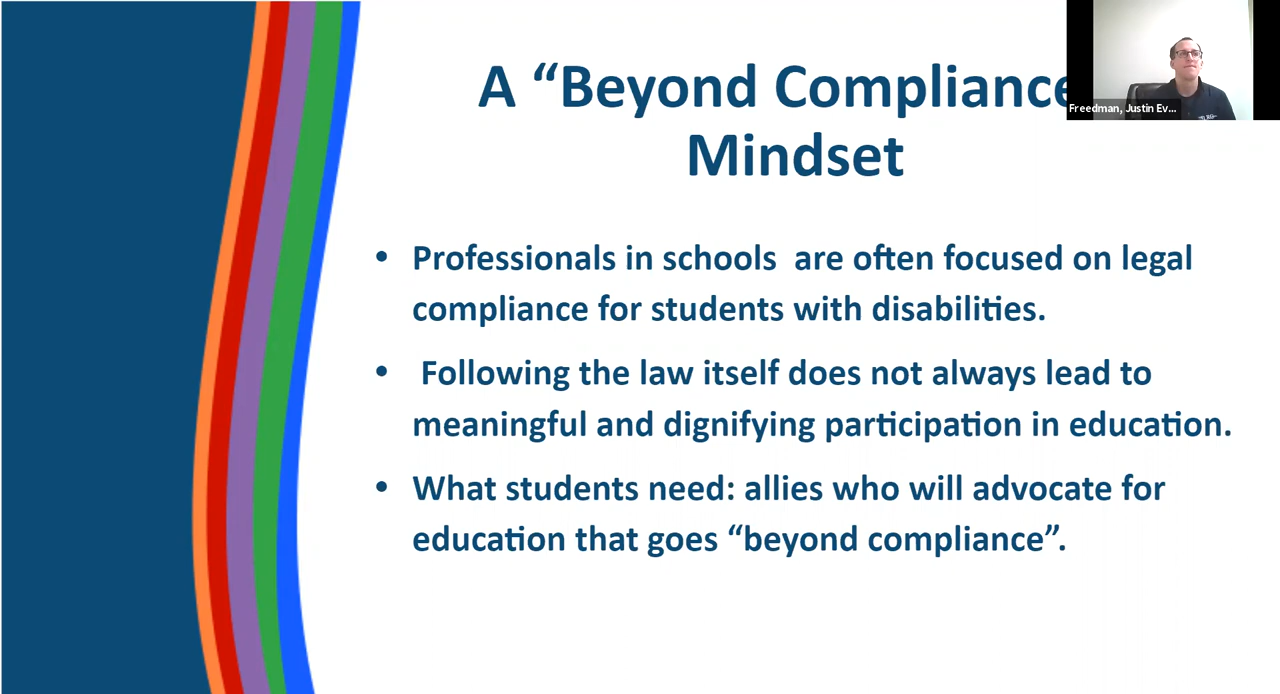 A “Beyond Compliance
Mindset
Freedman, Justin Ev...
• Professionals in schools  are often focused on legal
compliance for students with disabilities.
•  Following the law itself does not always lead to
meaningful and dignifying participation in education.
• What students need: allies who will advocate for
education that goes “beyond compliance”.